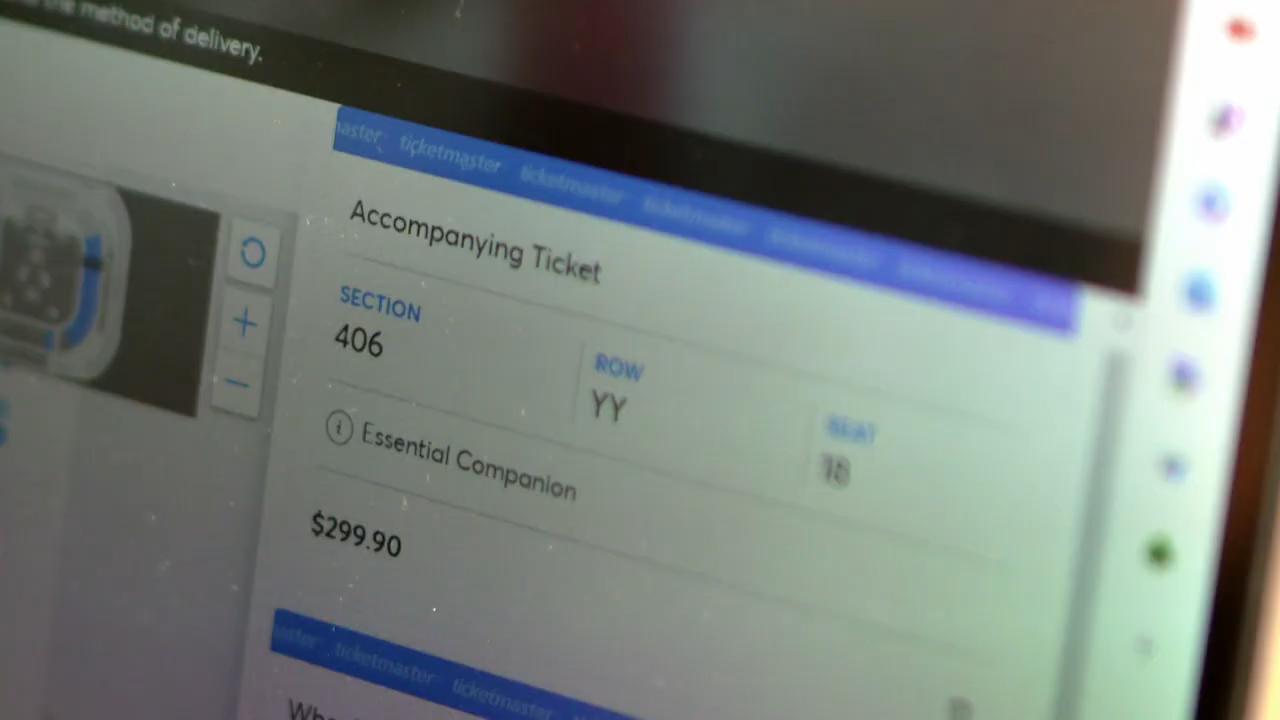 the method of delivery.
ticketmaster ticketmaster ticketmaster
Accompanying Ticket
SECTION
406
ROW
YY
SEAT
Essential Companion
$299.90
ticketmaster ticketmaster